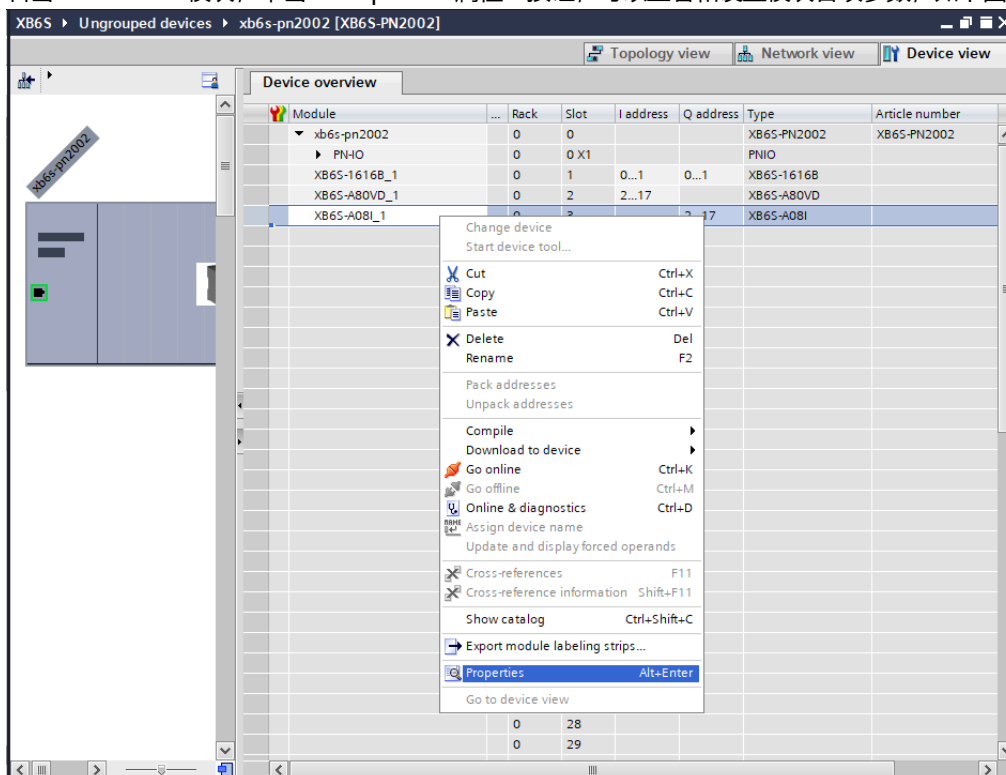 XB6S ▸ Ungrouped devices ▸ xb6s-pn2002 [XB6S-PN2002]
Topology view Network view Device view
Device overview
Module ... Rack Slot I address Q address Type Article number
xb6s-pn2002 0 0 XB6S-PN2002 XB6S-PN2002
PN-IO 0 0 X1 PNIO
XB6S-1616B_1 0 1 0...1 0...1 XB6S-1616B
XB6S-A80VD_1 0 2 2...17 XB6S-A80VD
XB6S-A08I_1 0 3 2...17 XB6S-A08I
xb6s-pn2002
Change device
Start device tool...
Cut Ctrl+X
Copy Ctrl+C
Paste Ctrl+V
Delete Del
Rename F2
Pack addresses
Unpack addresses
Compile
Download to device
Go online Ctrl+K
Go offline Ctrl+M
Online & diagnostics Ctrl+D
Assign device name
Update and display forced operands
Cross-references F11
Cross-reference information Shift+F11
Show catalog Ctrl+Shift+C
Export module labeling strips...
Properties Alt+Enter
Go to device view
0 28
0 29